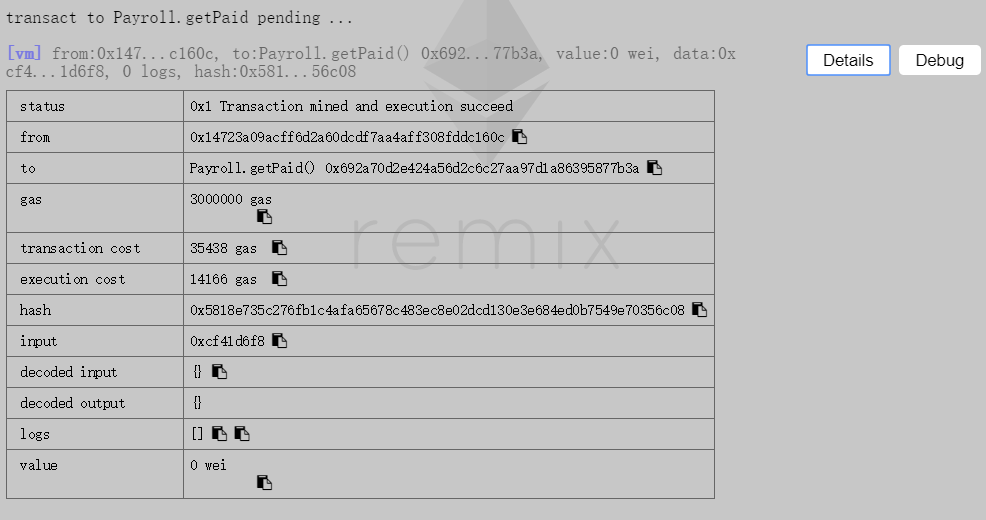 transact to Payroll.getPaid pending ...
[vm] from:0x147...c160c, to:Payroll.getPaid() 0x692...77b3a, value:0 wei, data:0x
cf4...1d6f8, 0 logs, hash:0x581...56c08
Details
Debug
status 0x1 Transaction mined and execution succeed
from 0x14723a09acff6d2a60dcdf7aa4aff308fddc160c
to Payroll.getPaid() 0x692a70d2e424a56d2c6c27aa97d1a86395877b3a
gas 3000000 gas
transaction cost 35438 gas
execution cost 14166 gas
hash 0x5818e735c276fb1c4afa65678c483ec8e02dcd130e3e684ed0b7549e70356c08
input 0xcf41d6f8
decoded input {}
decoded output {}
logs []
value 0 wei
remix